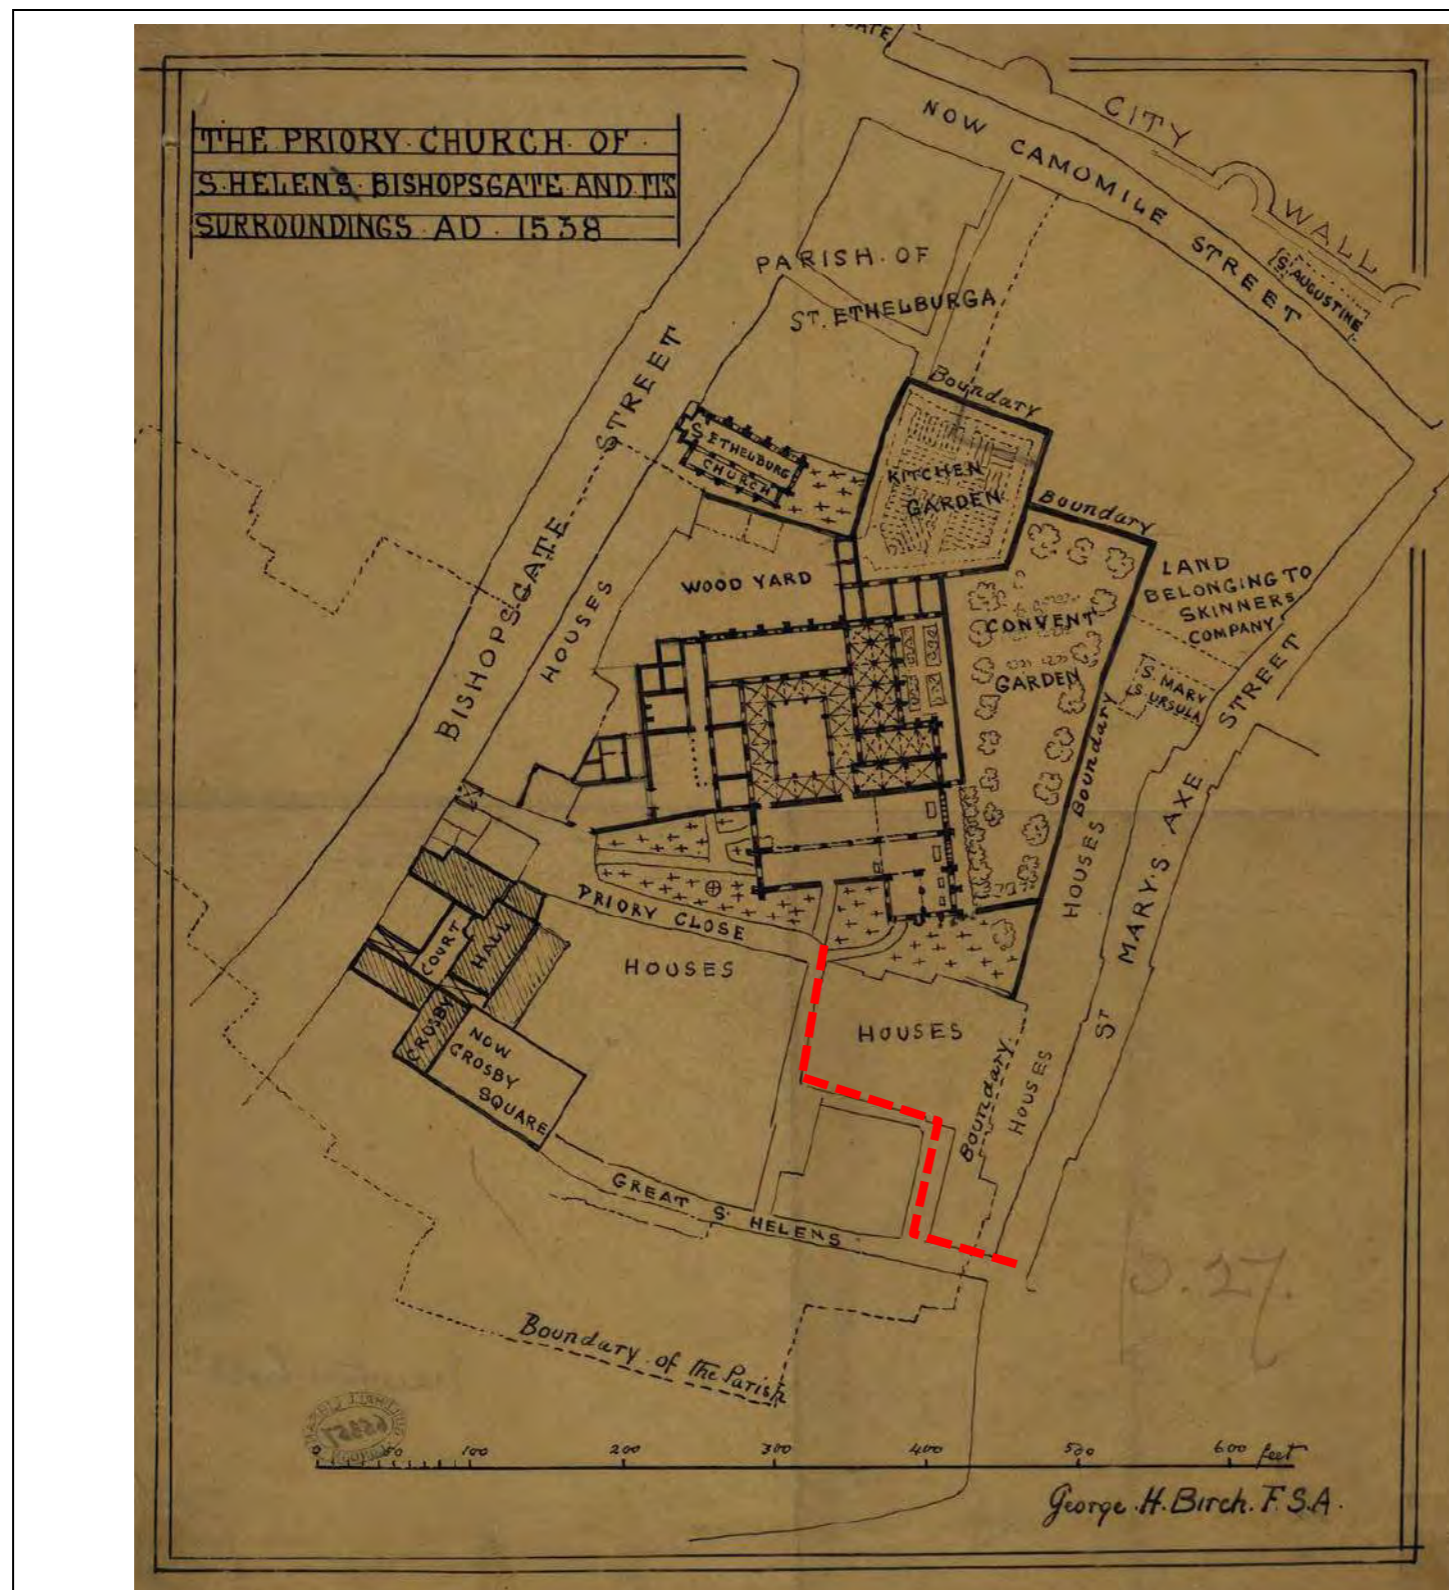 THE PRIORY CHURCH OF
S. HELEN'S. BISHOPSGATE AND ITS
SURROUNDINGS AD. 1538
GATE
CITY
WALL
NOW CAMOMILE STREET
S. AUGUSTINE
PARISH. OF
ST. ETHELBURGA
BISHOPSGATE STREET
HOUSES
S. ETHELBURG
CHURCH
Boundary
KITCHEN
GARDEN
Boundary
LAND
BELONGING TO
SKINNERS
COMPANY
WOOD YARD
CONVENT
GARDEN
S. MARY
S. URSULA
Boundary
HOUSES
ST MARY.S AXE STREET
PRIORY CLOSE
HOUSES
HOUSES
Boundary
HOUSES
COURT
HALL
CROSBY
NOW
CROSBY
SQUARE
GREAT S. HELENS
Boundary of the Parish
0 50 100 200 300 400 500 600 feet
George. H. Birch. F.S.A.